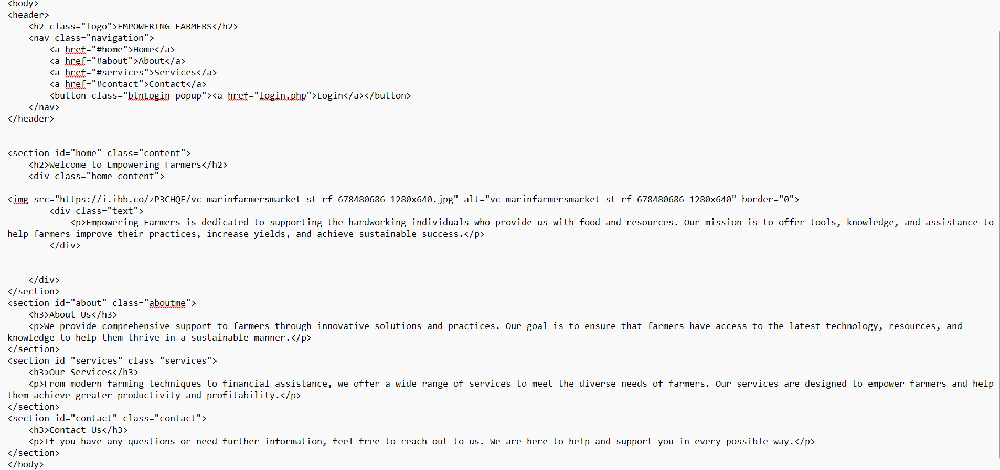 <body>
<header>
    <h2 class="logo">EMPOWERING FARMERS</h2>
    <nav class="navigation">
        <a href="#home">Home</a>
        <a href="#about">About</a>
        <a href="#services">Services</a>
        <a href="#contact">Contact</a>
        <button class="btnLogin-popup"><a href="login.php">Login</a></button>
    </nav>
</header>
<section id="home" class="content">
    <h2>Welcome to Empowering Farmers</h2>
    <div class="home-content">
<img src="https://i.ibb.co/zP3CHQF/vc-marinfarmersmarket-st-rf-678480686-1280x640.jpg" alt="vc-marinfarmersmarket-st-rf-678480686-1280x640" border="0">
        <div class="text">
            <p>Empowering Farmers is dedicated to supporting the hardworking individuals who provide us with food and resources. Our mission is to offer tools, knowledge, and assistance to
help farmers improve their practices, increase yields, and achieve sustainable success.</p>
        </div>
    </div>
</section>
<section id="about" class="aboutme">
    <h3>About Us</h3>
    <p>We provide comprehensive support to farmers through innovative solutions and practices. Our goal is to ensure that farmers have access to the latest technology, resources, and
knowledge to help them thrive in a sustainable manner.</p>
</section>
<section id="services" class="services">
    <h3>Our Services</h3>
    <p>From modern farming techniques to financial assistance, we offer a wide range of services to meet the diverse needs of farmers. Our services are designed to empower farmers and help
them achieve greater productivity and profitability.</p>
</section>
<section id="contact" class="contact">
    <h3>Contact Us</h3>
    <p>If you have any questions or need further information, feel free to reach out to us. We are here to help and support you in every possible way.</p>
</section>
</body>